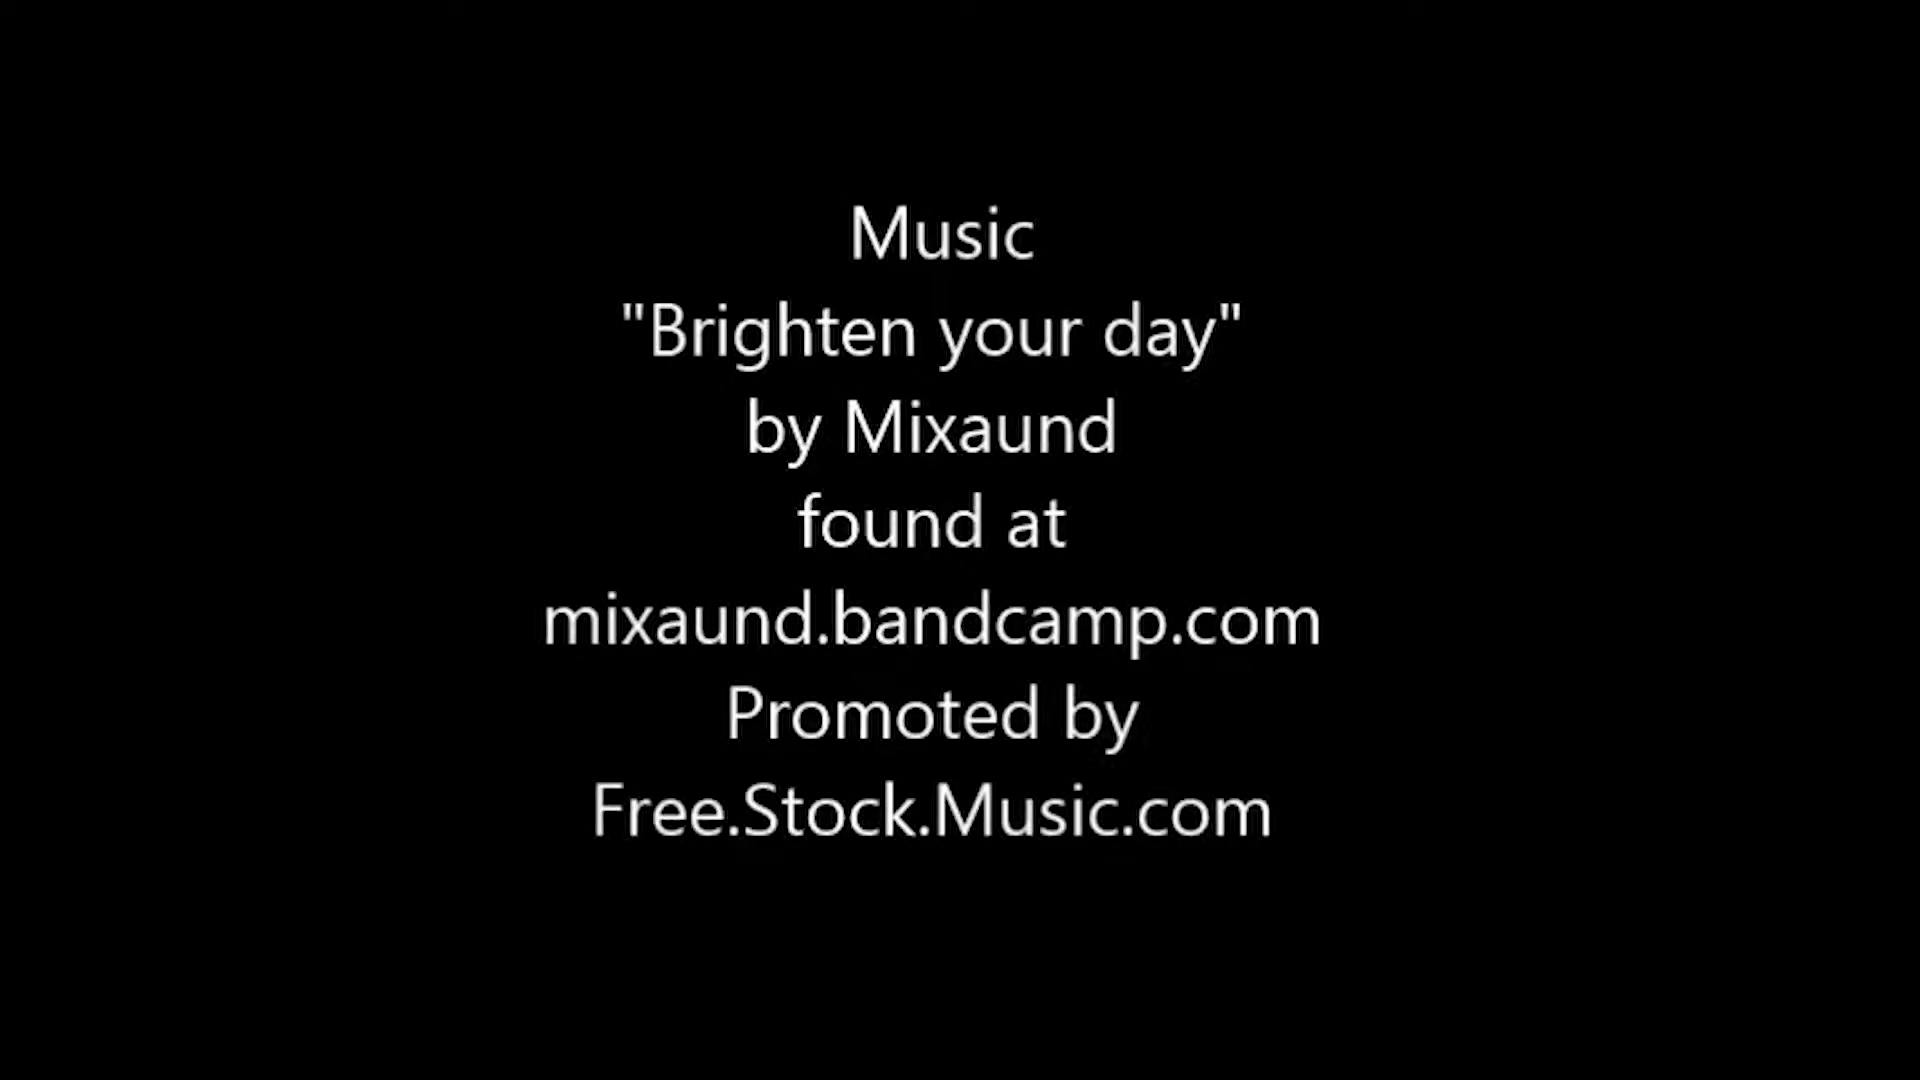 Music
"Brighten your day"
by Mixaund
found at
mixaund.bandcamp.com
Promoted by
Free.Stock.Music.com